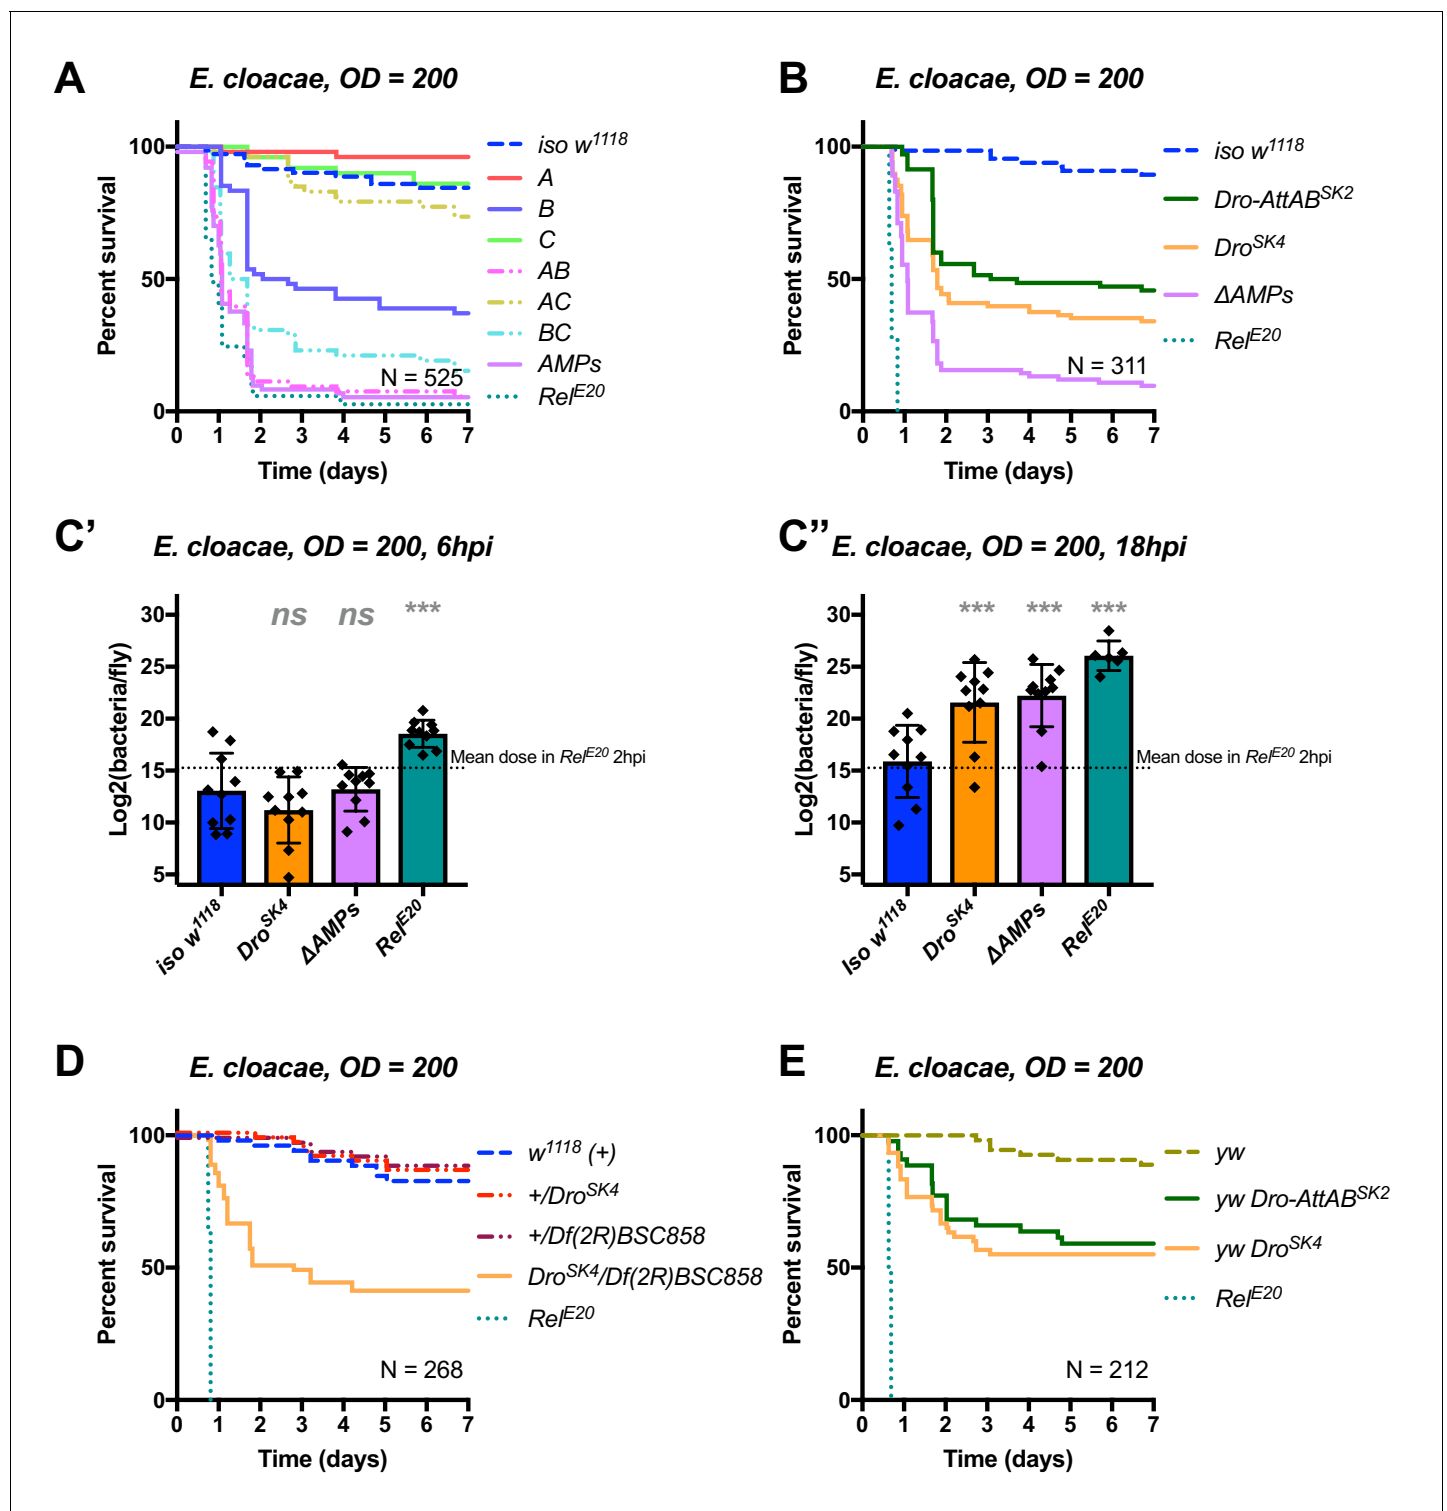 A
E. cloacae, OD = 200
Percent survival
100
50
0
0 1 2 3 4 5 6 7
Time (days)
N = 525
iso w1118
A
B
C
AB
AC
BC
AMPs
RelE20
B
E. cloacae, OD = 200
Percent survival
100
50
0
0 1 2 3 4 5 6 7
Time (days)
N = 311
iso w1118
Dro-AttABSK2
DroSK4
ΔAMPs
RelE20
C’
E. cloacae, OD = 200, 6hpi
Log2(bacteria/fly)
30
25
20
15
10
5
ns ns ***
Mean dose in RelE20 2hpi
iso w1118
DroSK4
ΔAMPs
RelE20
C”
E. cloacae, OD = 200, 18hpi
Log2(bacteria/fly)
30
25
20
15
10
5
*** *** ***
Mean dose in RelE20 2hpi
Iso w1118
DroSK4
ΔAMPs
RelE20
D
E. cloacae, OD = 200
Percent survival
100
50
0
0 1 2 3 4 5 6 7
Time (days)
N = 268
w1118 (+)
+/DroSK4
+/Df(2R)BSC858
DroSK4/Df(2R)BSC858
RelE20
E
E. cloacae, OD = 200
Percent survival
100
50
0
0 1 2 3 4 5 6 7
Time (days)
N = 212
yw
yw Dro-AttABSK2
yw DroSK4
RelE20